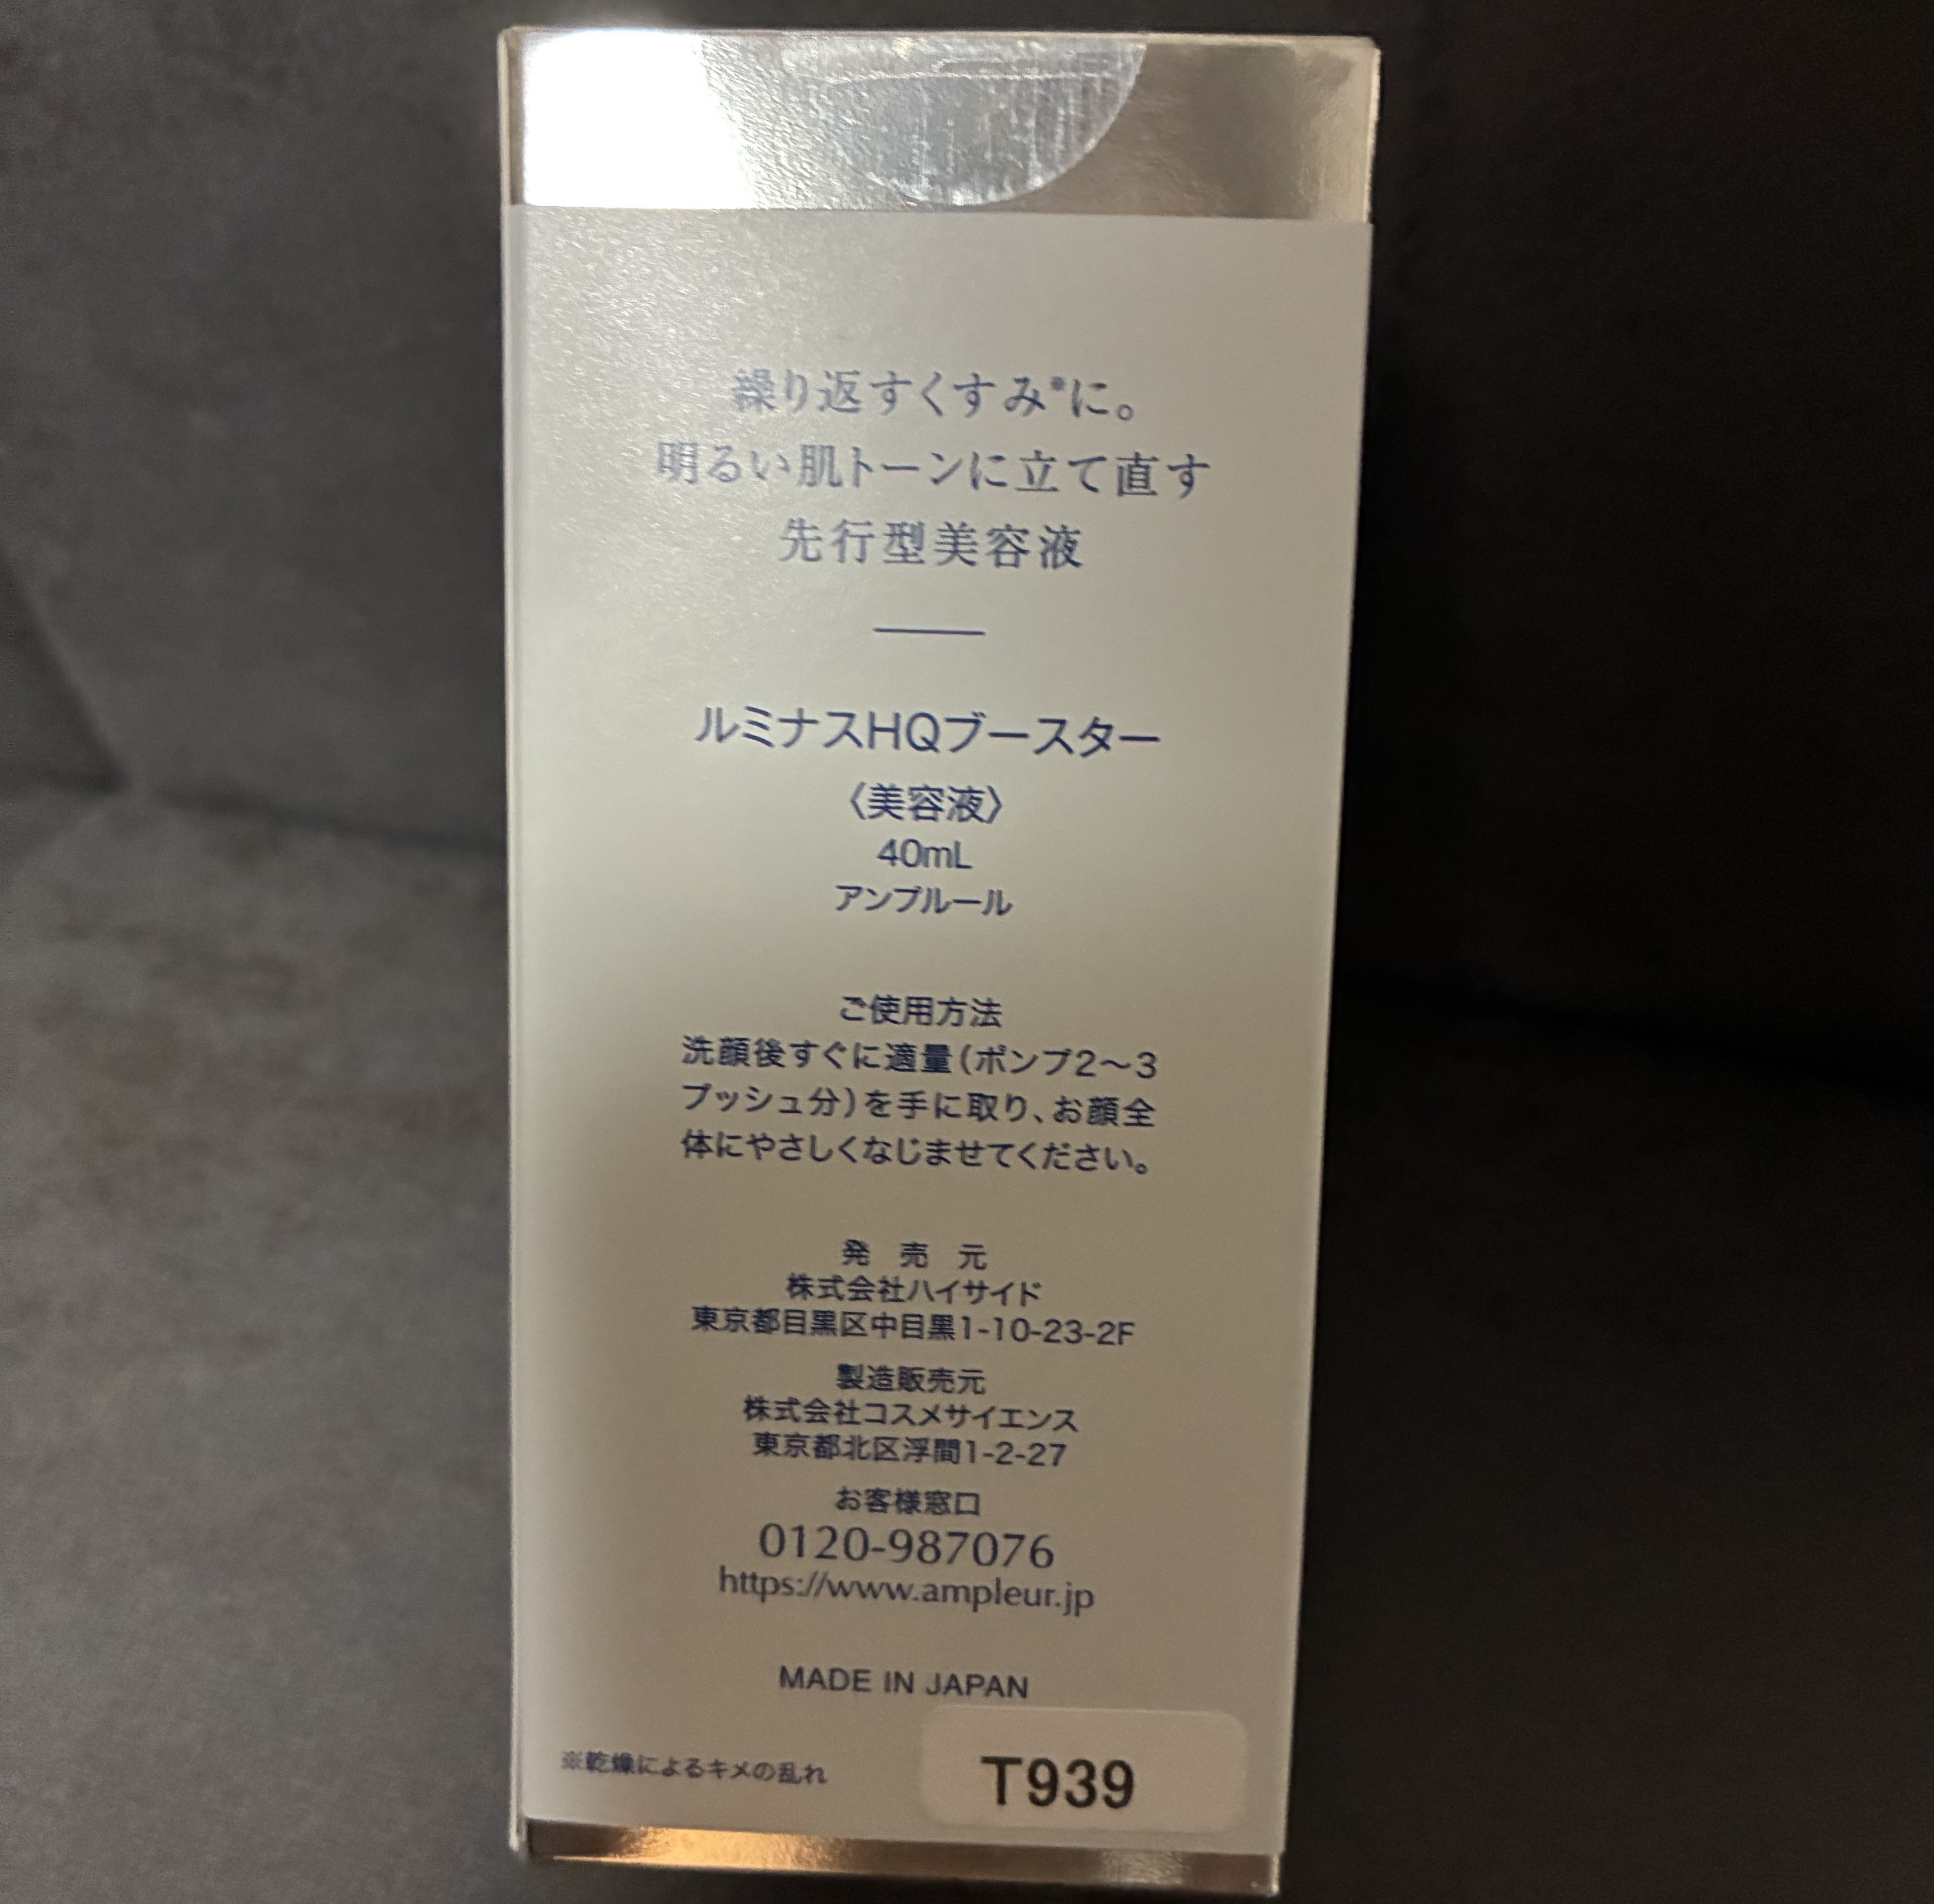 繰り返すくすみ※に。
明るい肌トーンに立て直す
先行型美容液
ルミナスHQブースター
〈美容液〉
40mL
アンプルール
ご使用方法
洗顔後すぐに適量(ポンプ2〜3
プッシュ分)を手に取り、お顔全
体にやさしくなじませてください。
発 売 元
株式会社ハイサイド
東京都目黒区中目黒1-10-23-2F
製造販売元
株式会社コスメサイエンス
東京都北区浮間1-2-27
お客様窓口
0120-987076
https://www.ampleur.jp
MADE IN JAPAN
※乾燥によるキメの乱れ
T939